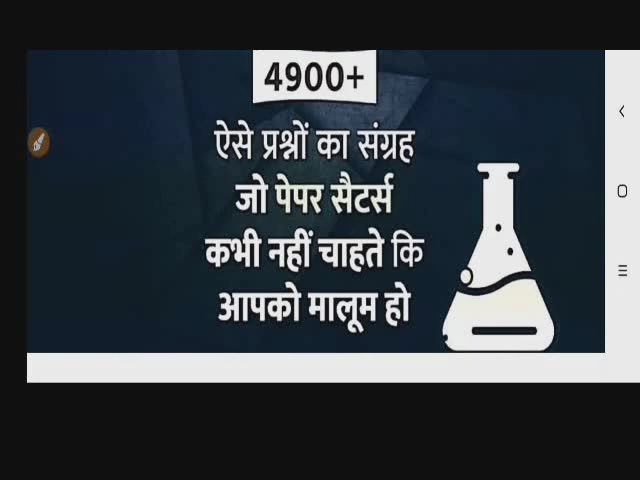 4900+
ऐसे प्रश्नों का संग्रह
जो पेपर सैटर्स
कभी नहीं चाहते कि
आपको मालूम हो